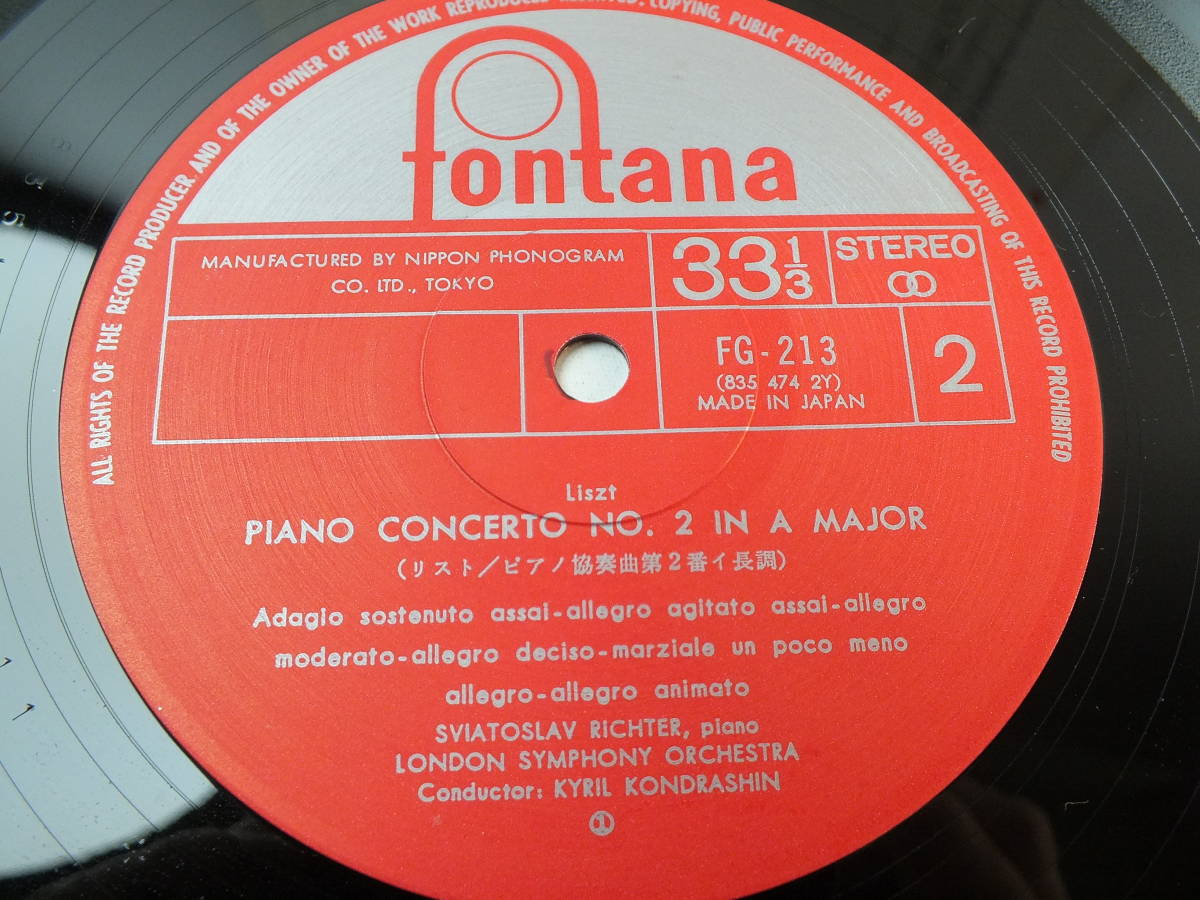 ALL RIGHTS OF THE RECORD PRODUCER AND OF THE OWNER OF THE WORK REPRODUCED RESERVED. COPYING, PUBLIC PERFORMANCE AND BROADCASTING OF THIS RECORD PROHIBITED
fontana
MANUFACTURED BY NIPPON PHONOGRAM
CO. LTD., TOKYO
33 1/3
STEREO
FG-213
(835 474 2Y)
MADE IN JAPAN
2
Liszt
PIANO CONCERTO NO. 2 IN A MAJOR
(リスト/ピアノ協奏曲第2番イ長調)
Adagio sostenuto assai-allegro agitato assai-allegro
moderato-allegro deciso-marziale un poco meno
allegro-allegro animato
SVIATOSLAV RICHTER, piano
LONDON SYMPHONY ORCHESTRA
Conductor: KYRIL KONDRASHIN
①